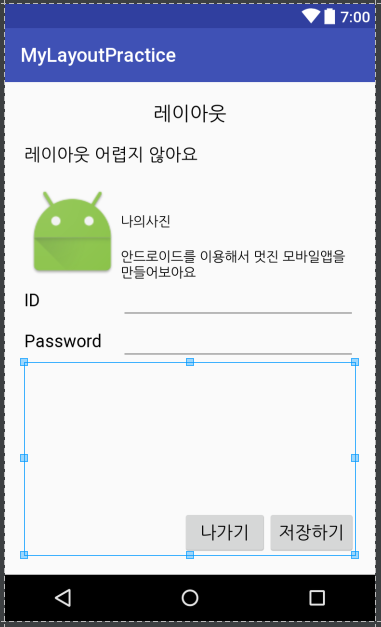 7:00
MyLayoutPractice
레이아웃
레이아웃 어렵지 않아요
나의사진
안드로이드를 이용해서 멋진 모바일앱을
만들어보아요
ID
Password
나가기 저장하기